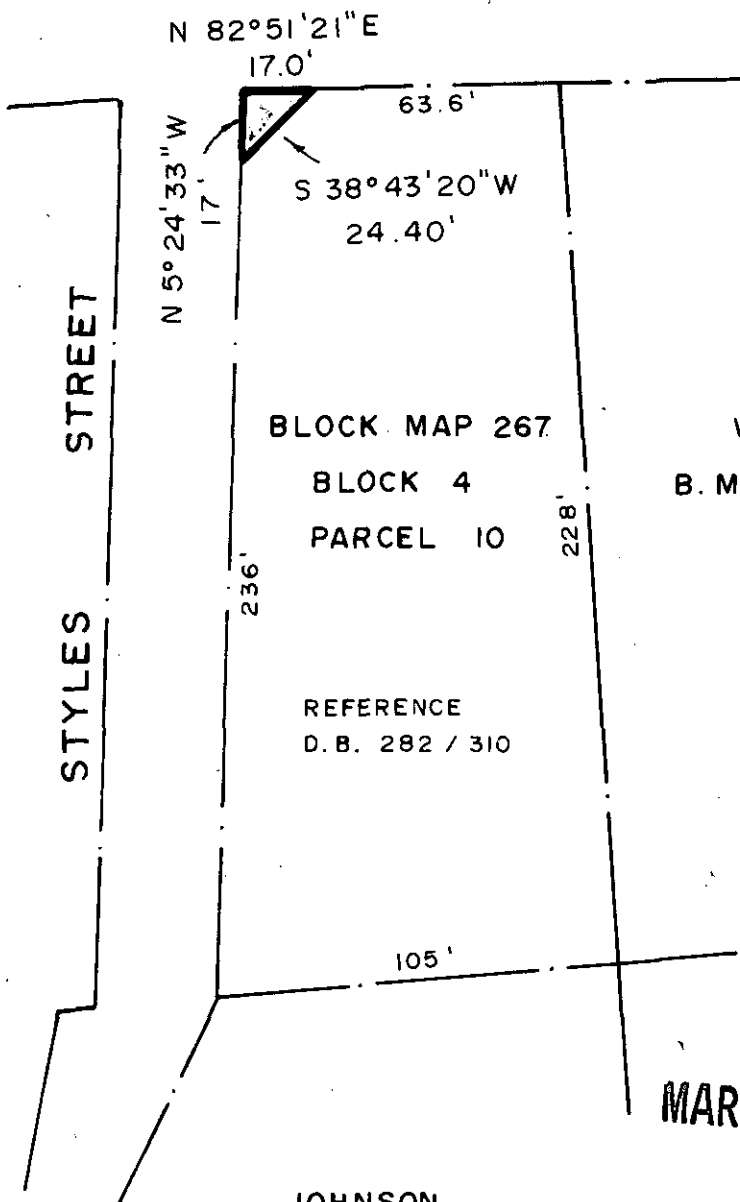 N 82°51'21"E
17.0'
63.6'
N 5°24'33"W
17'
S 38°43'20"W
24.40'
STYLES STREET
BLOCK MAP 267
BLOCK 4
PARCEL 10
B. M
236'
228'
REFERENCE
D.B. 282 / 310
105'
MAR
JOHNSON